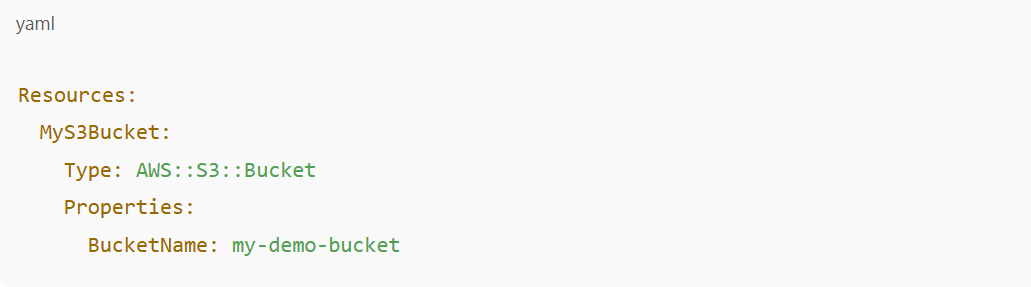 yaml
Resources:
  MyS3Bucket:
    Type: AWS::S3::Bucket
    Properties:
      BucketName: my-demo-bucket